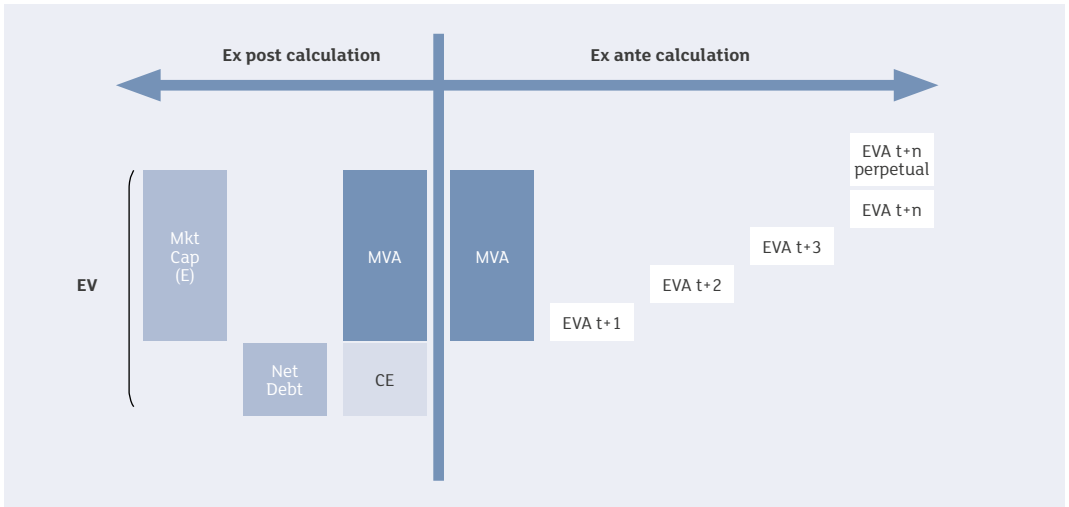 Ex post calculation
Ex ante calculation
EV
Mkt
Cap
(E)
Net
Debt
MVA
CE
MVA
EVA t+1
EVA t+2
EVA t+3
EVA t+n
perpetual
EVA t+n